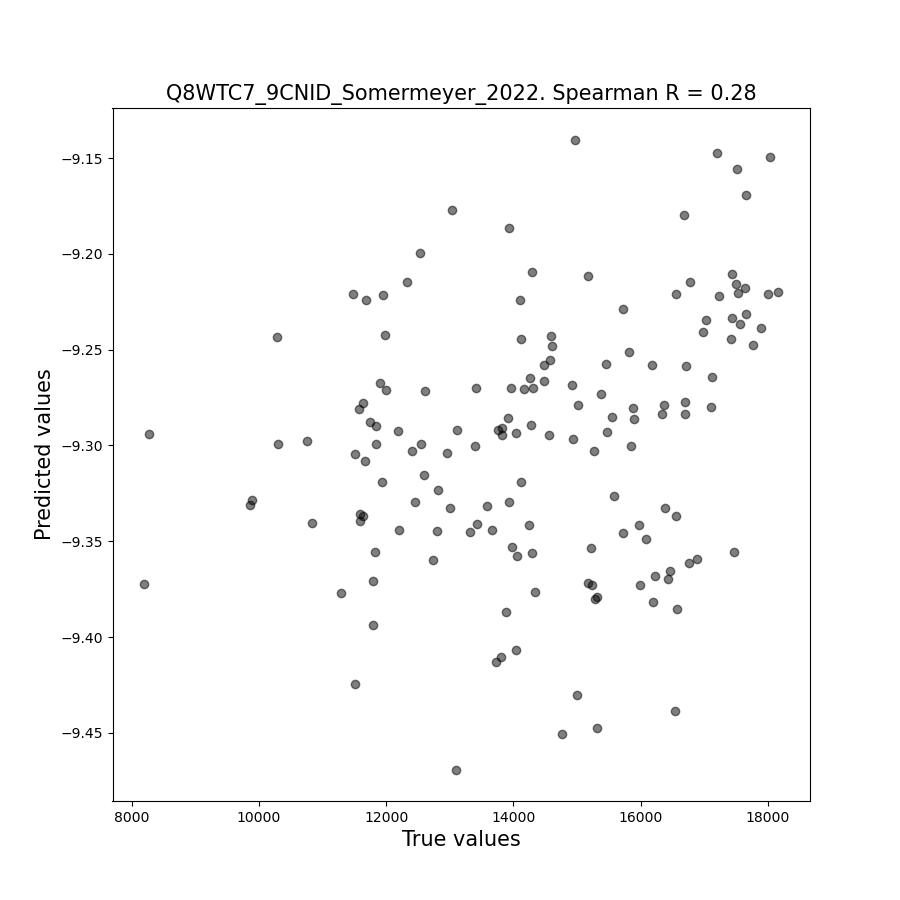 Q8WTC7_9CNID_Somermeyer_2022. Spearman R = 0.28
Predicted values
−9.15
−9.20
−9.25
−9.30
−9.35
−9.40
−9.45
8000 10000 12000 14000 16000 18000
True values